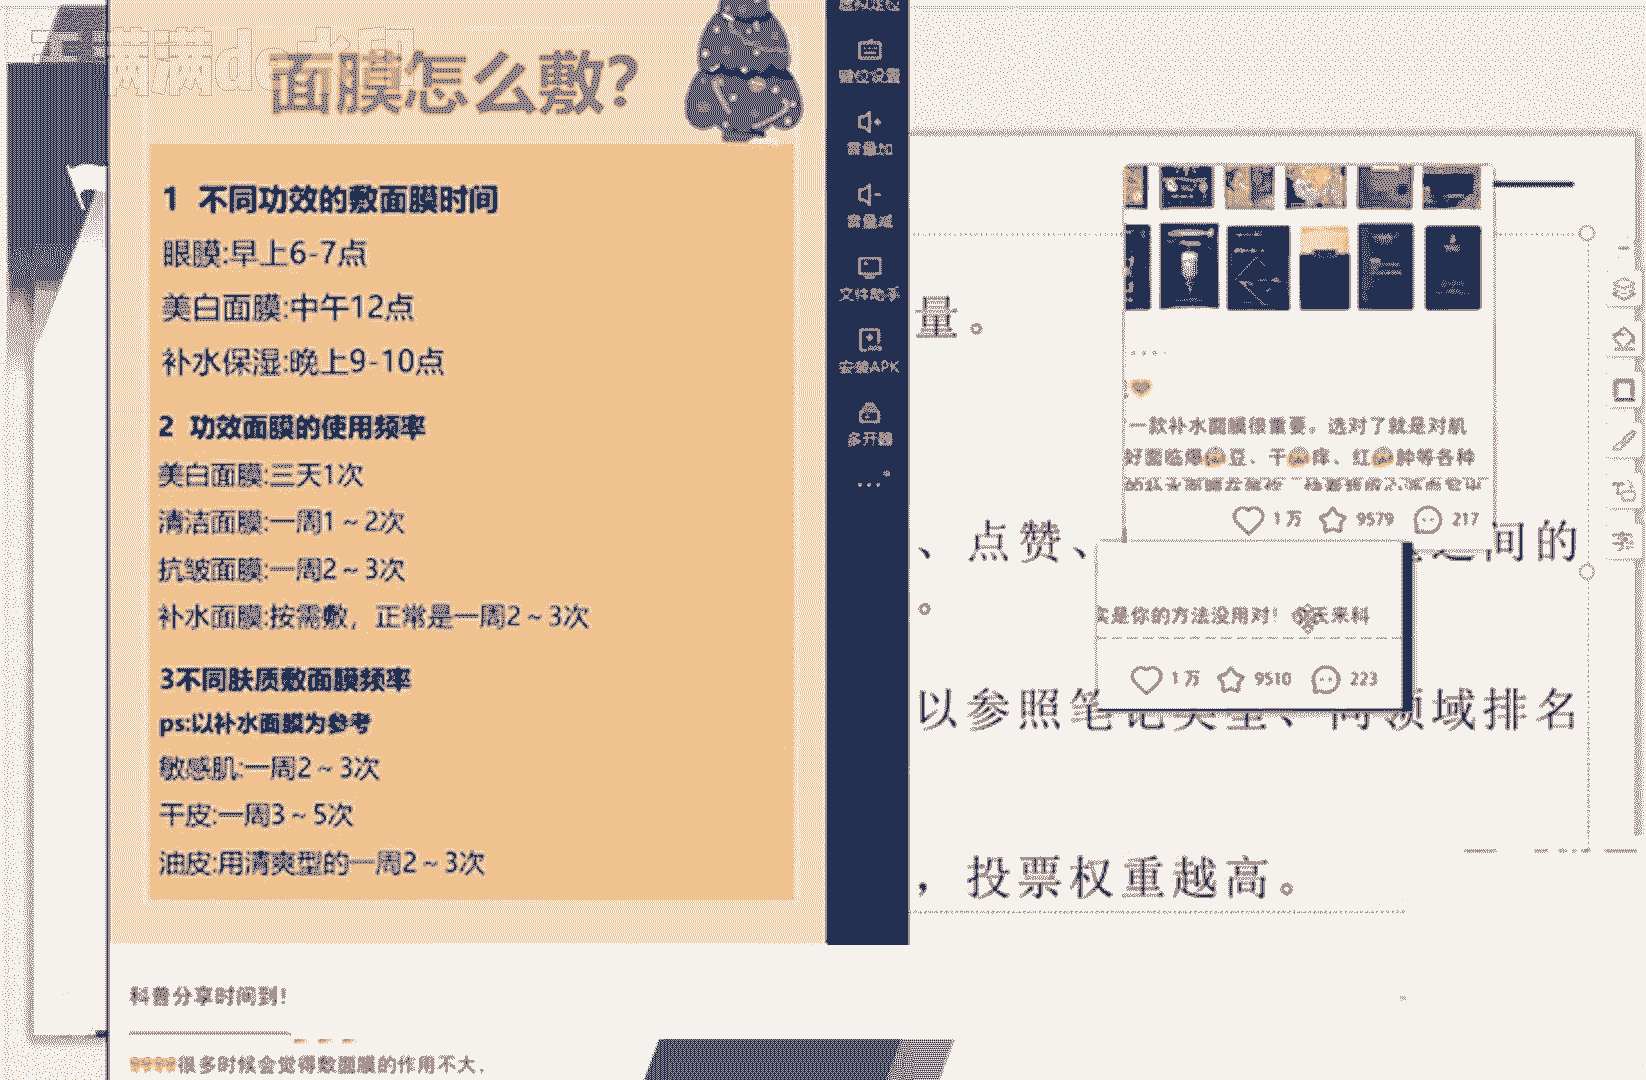 满满de
面膜怎么敷?
1 不同功效的敷面膜时间
眼膜:早上6-7点
美白面膜:中午12点
补水保湿:晚上9-10点
2 功效面膜的使用频率
美白面膜:三天1次
清洁面膜:一周1~2次
抗皱面膜:一周2~3次
补水面膜:按需敷，正常是一周2~3次
3不同肤质敷面膜频率
ps:以补水面膜为参考
敏感肌:一周2~3次
干皮:一周3~5次
油皮:用清爽型的一周2~3次
科普分享时间到!
很多时候会觉得敷面膜的作用不大,
键位设置
音量加
音量减
文件助手
安装APK
多开器
量。
、点赞、
间的
。
以参照笔记类型、
领域排名
，投票权重越高。
一款补水面膜很重要。选对了就是对肌
好面临爆豆、干痒、红肿等各种
1万 9579 217
实是你的方法没用对! 今天来科
1万 9510 223